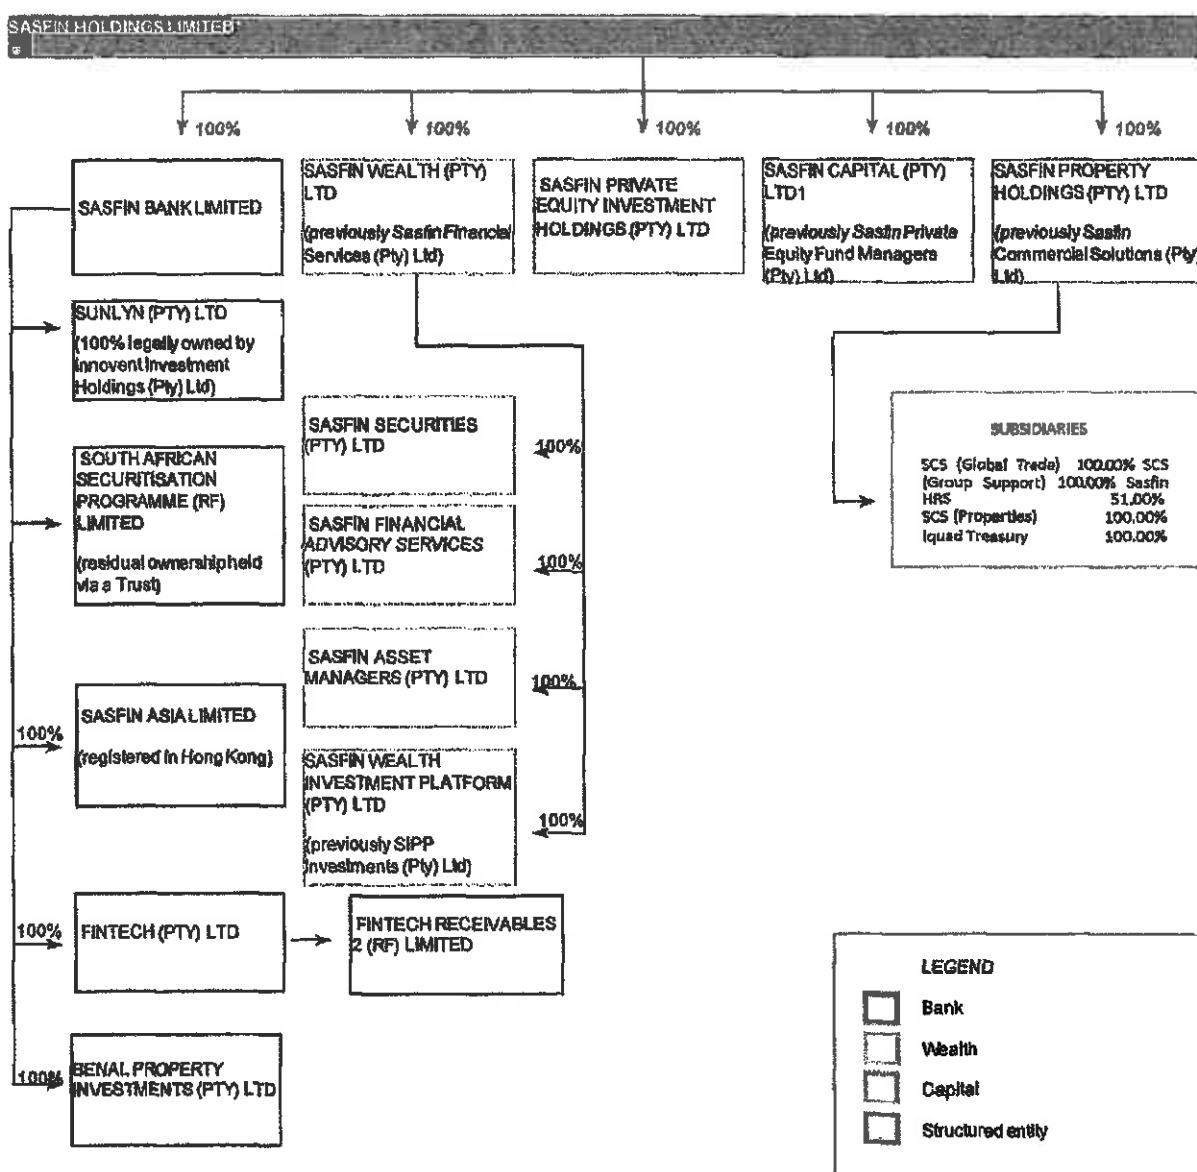 SASFIN HOLDINGS LIMITED
100%
100%
100%
100%
100%
SASFIN BANK LIMITED
SASFIN WEALTH (PTY)
LTD
(previously Sasfin Financial
Services (Pty) Ltd)
SASFIN PRIVATE
EQUITY INVESTMENT
HOLDINGS (PTY) LTD
SASFIN CAPITAL (PTY)
LTD1
(previously Sasfin Private
Equity Fund Managers
(Pty) Ltd)
SASFIN PROPERTY
HOLDINGS (PTY) LTD
(previously Sasfin
Commercial Solutions (Pty)
Ltd)
SUNLYN (PTY) LTD
(100% legally owned by
Innovent Investment
Holdings (Pty) Ltd)
SOUTH AFRICAN
SECURITISATION
PROGRAMME (RF)
LIMITED
(residual ownership held
via a Trust)
100%
SASFIN ASIA LIMITED
(registered in Hong Kong)
100%
FINTECH (PTY) LTD
FINTECH RECEIVABLES
2 (RF) LIMITED
100%
BENAL PROPERTY
INVESTMENTS (PTY) LTD
SASFIN SECURITIES
(PTY) LTD
100%
SASFIN FINANCIAL
ADVISORY SERVICES
(PTY) LTD
100%
SASFIN ASSET
MANAGERS (PTY) LTD
100%
SASFIN WEALTH
INVESTMENT PLATFORM
(PTY) LTD
(previously SIPP
Investments (Pty) Ltd)
100%
SUBSIDIARIES
SCS (Global Trade) 100.00% SCS
(Group Support) 100.00% Sasfin
HRS 51.00%
SCS (Properties) 100.00%
Iquad Treasury 100.00%
LEGEND
Bank
Wealth
Capital
Structured entity